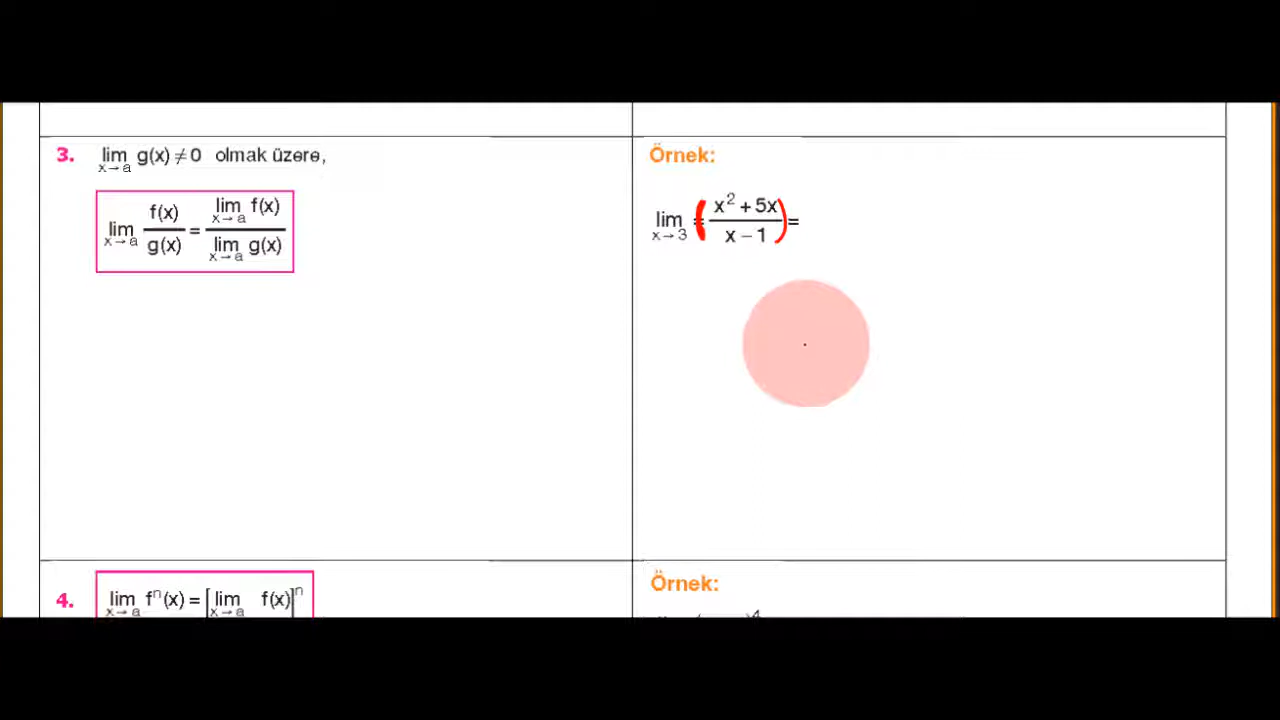 3. lim x→a g(x) ≠ 0 olmak üzere,
lim x→a f(x)/g(x) = lim x→a f(x) / lim x→a g(x)
Örnek:
lim x→3 = (x² + 5x / x − 1) =
4. lim x→a fⁿ(x) = [lim x→a f(x)]ⁿ
Örnek: